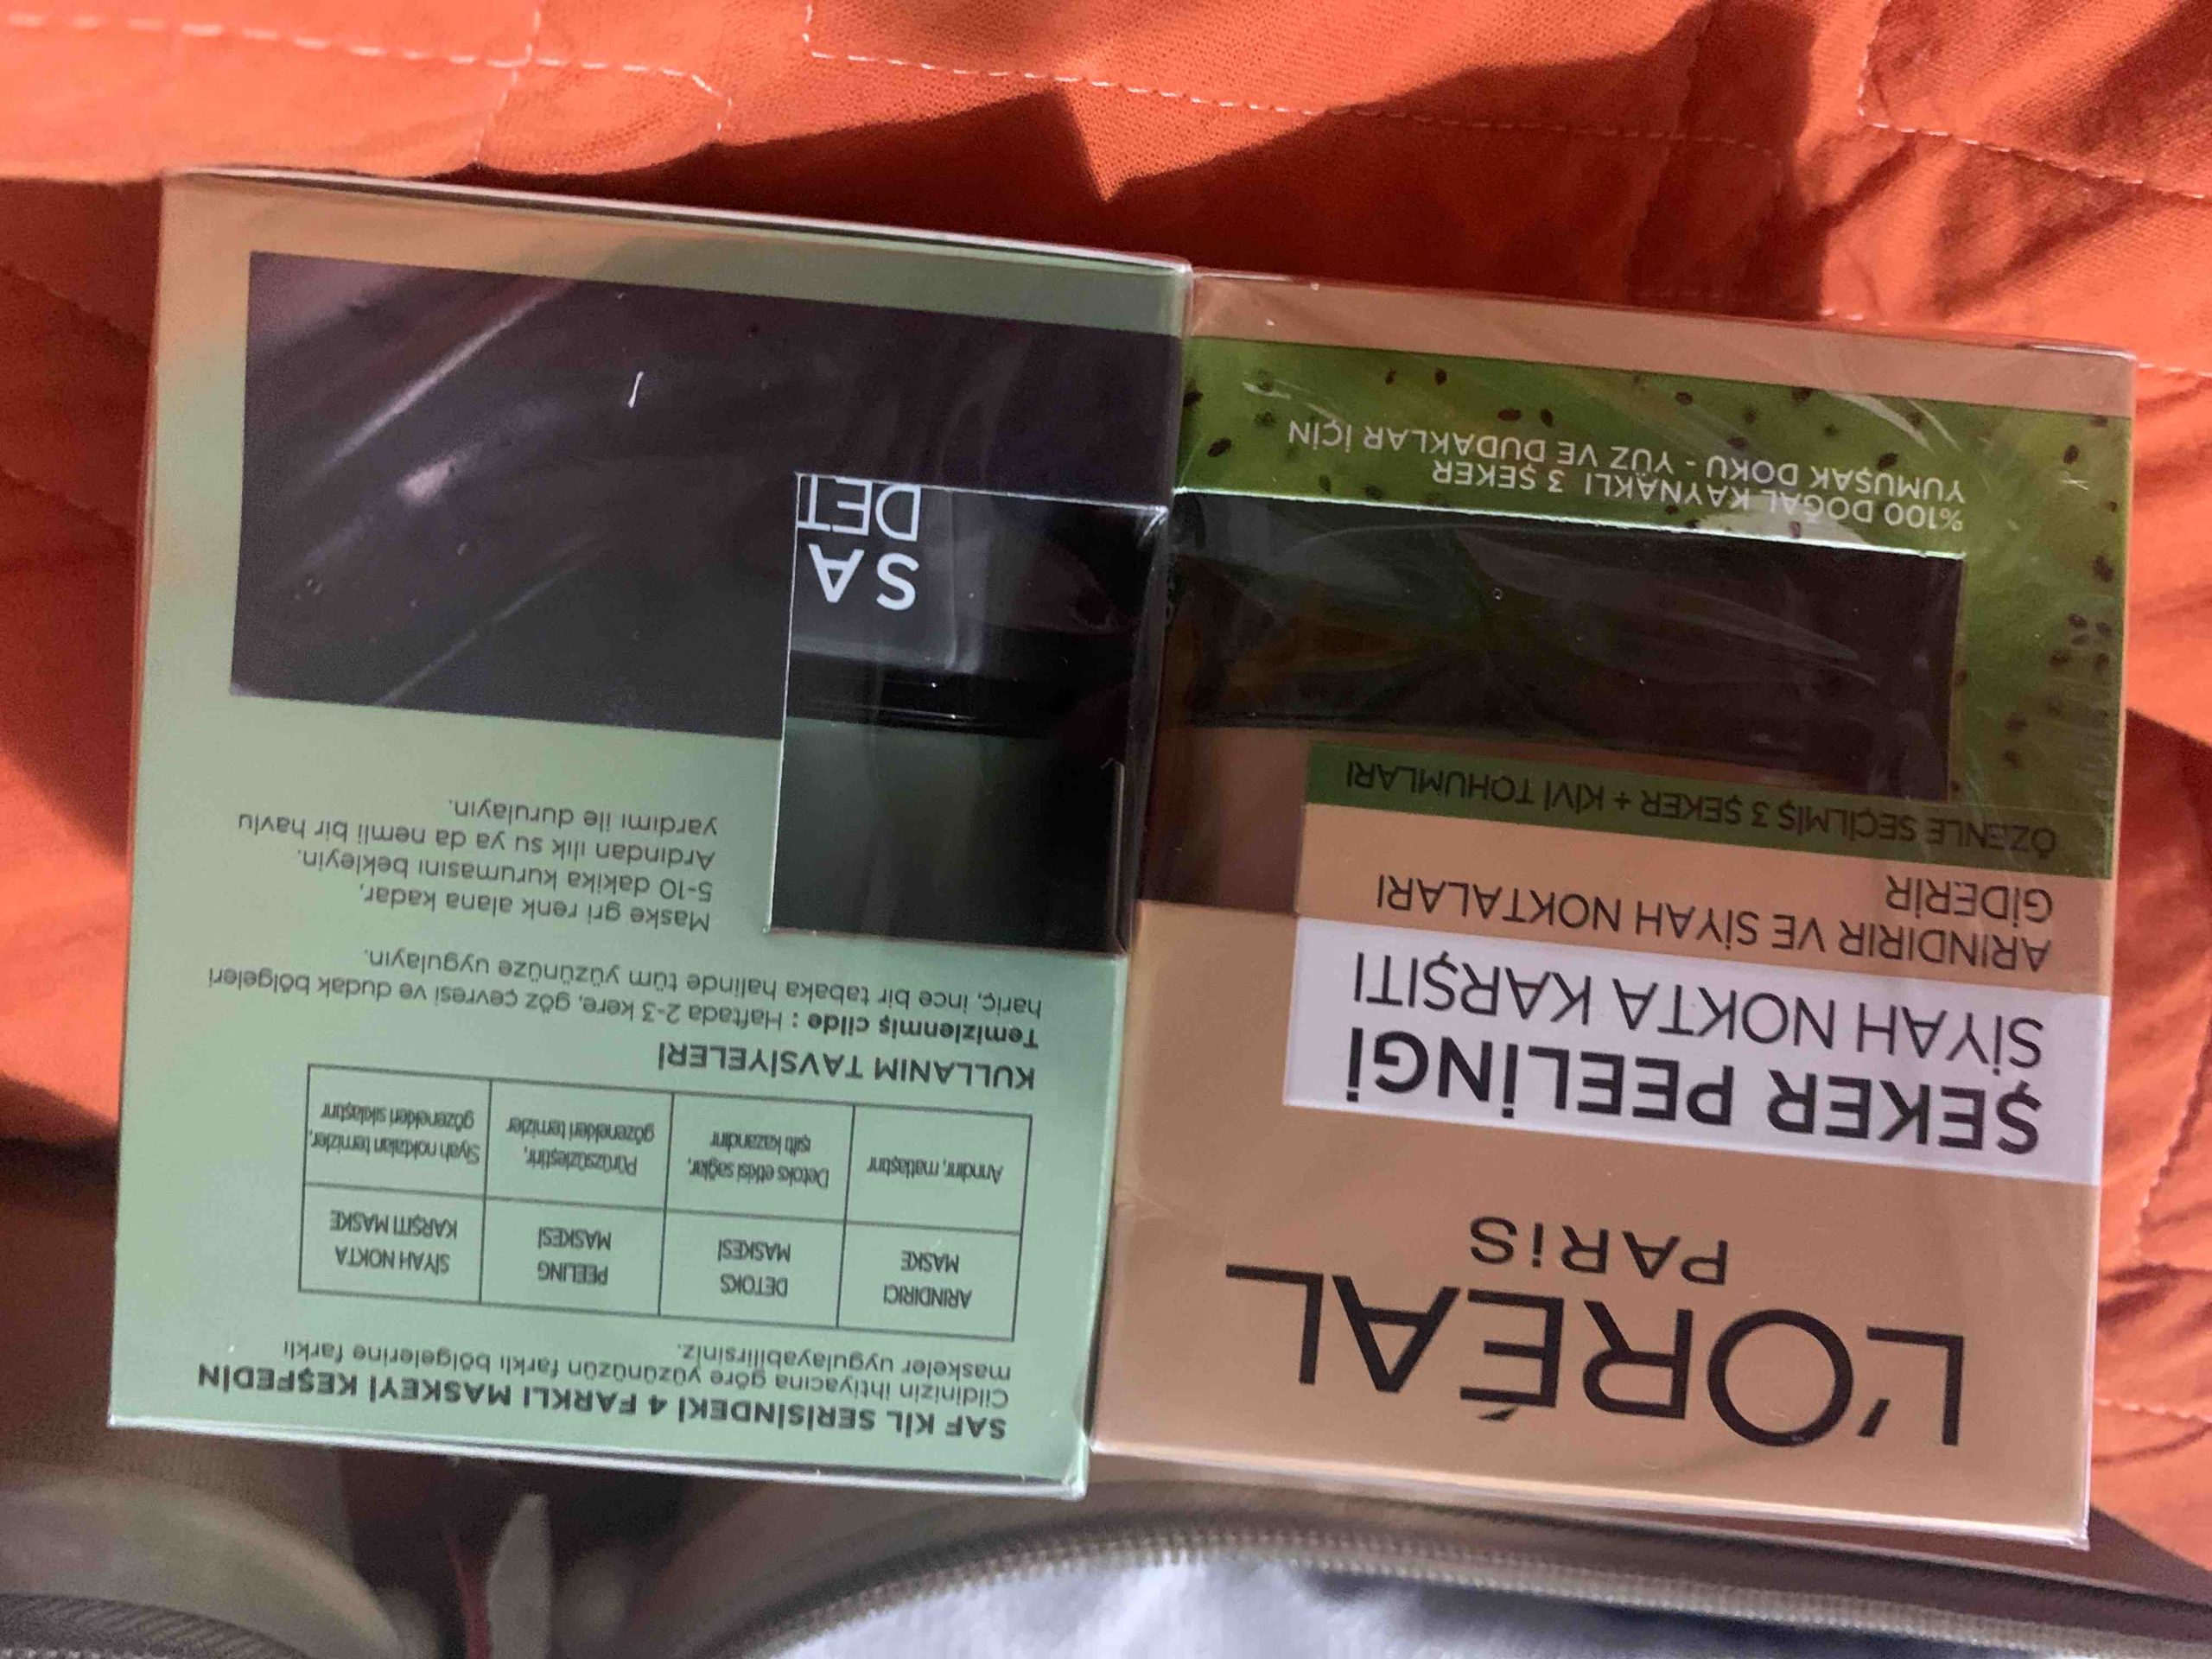 L'ORÉAL
PARİS
ŞEKER PEELİNGİ
SİYAH NOKTA KARŞITI
ARINDIRIR VE SİYAH NOKTALARI
GİDERİR
ÖZENLE SEÇİLMİŞ 3 ŞEKER + KİVİ TOHUMLARI
%100 DOĞAL KAYNAKLI 3 ŞEKER
YUMUŞAK DOKU - YÜZ VE DUDAKLAR İÇİN
SAF KİL SERİSİNDEKİ 4 FARKLI MASKEYİ KEŞFEDİN
Cildinizin ihtiyacına göre yüzünüzün farklı bölgelerine farklı
maskeler uygulayabilirsiniz.
ARINDIRICI
MASKE
DETOKS
MASKESİ
PEELING
MASKESİ
SİYAH NOKTA
KARŞITI MASKE
Arındırır, matlaştırır
Detoks etkisi sağlar,
ışıltı kazandırır
Pürüzsüzleştirir,
gözenekleri temizler
Siyah noktaları temizler,
gözenekleri sıkılaştırır
KULLANIM TAVSİYELERİ
Temizlenmiş cilde : Haftada 2-3 kere, göz çevresi ve dudak bölgeleri
hariç, ince bir tabaka halinde tüm yüzünüze uygulayın.
Maske gri renk alana kadar,
5-10 dakika kurumasını bekleyin.
Ardından ılık su ya da nemli bir havlu
yardımı ile durulayın.
SA
DET